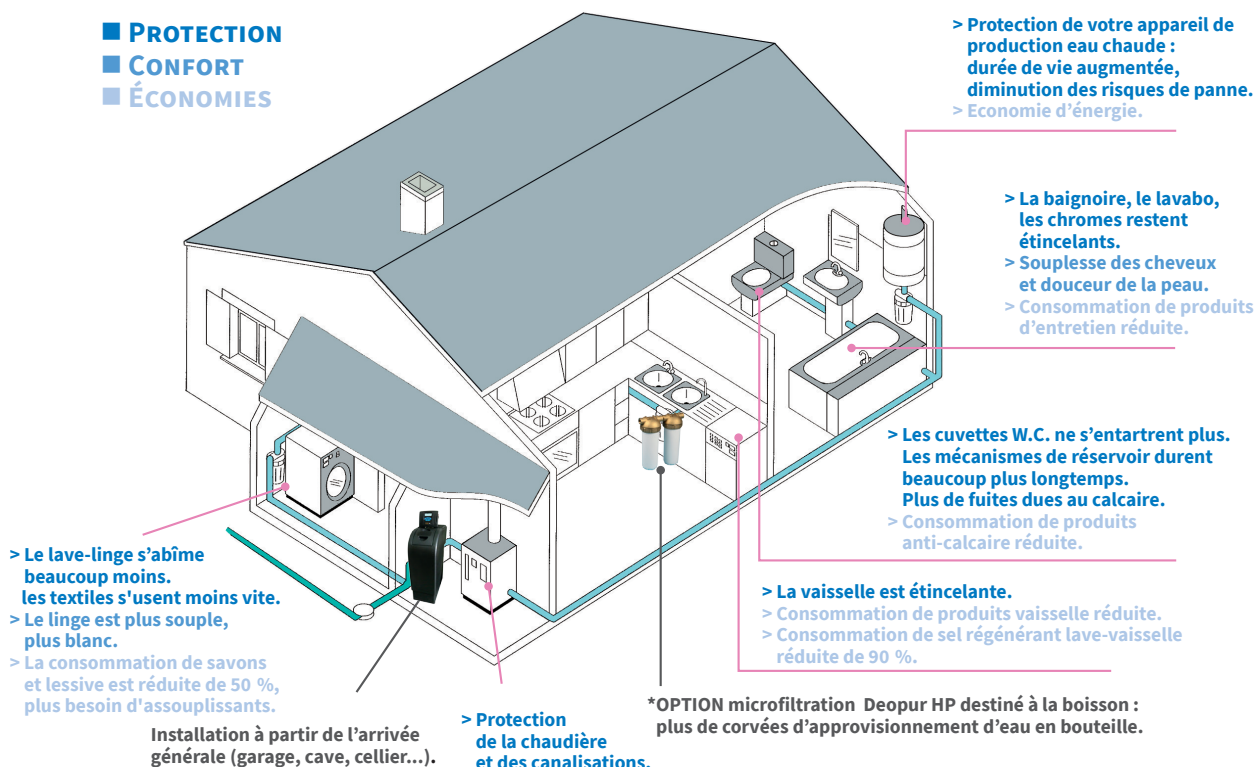 PROTECTION
CONFORT
ÉCONOMIES
> Protection de votre appareil de
production eau chaude :
durée de vie augmentée,
diminution des risques de panne.
> Economie d'énergie.
> La baignoire, le lavabo,
les chromes restent
étincelants.
> Souplesse des cheveux
et douceur de la peau.
> Consommation de produits
d'entretien réduite.
> Les cuvettes W.C. ne s'entartrent plus.
Les mécanismes de réservoir durent
beaucoup plus longtemps.
Plus de fuites dues au calcaire.
> Consommation de produits
anti-calcaire réduite.
> La vaisselle est étincelante.
> Consommation de produits vaisselle réduite.
> Consommation de sel régénérant lave-vaisselle
réduite de 90 %.
*OPTION microfiltration Deopur HP destiné à la boisson :
plus de corvées d'approvisionnement d'eau en bouteille.
> Le lave-linge s'abîme
beaucoup moins.
les textiles s'usent moins vite.
> Le linge est plus souple,
plus blanc.
> La consommation de savons
et lessive est réduite de 50 %,
plus besoin d'assouplissants.
Installation à partir de l'arrivée
générale (garage, cave, cellier...).
> Protection
de la chaudière
et des canalisations.